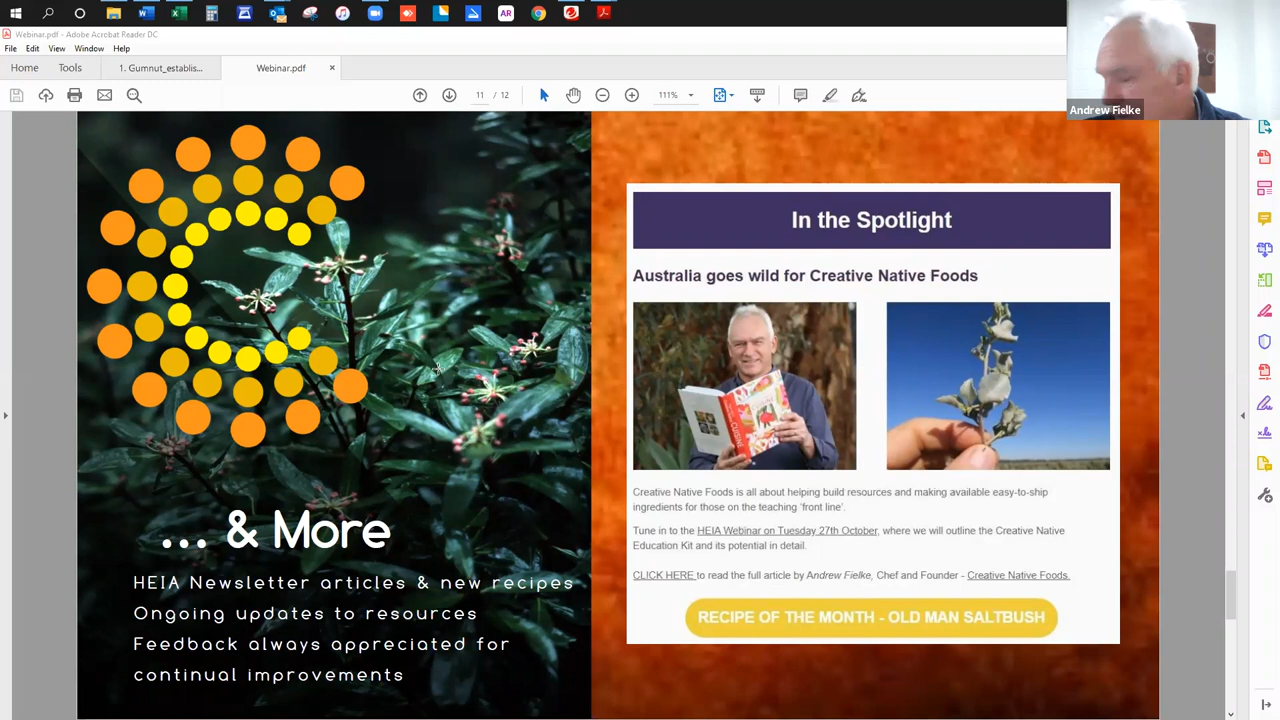 Webinar.pdf - Adobe Acrobat Reader DC
File Edit View Window Help
Home Tools 1. Gumnut_establis... Webinar.pdf ×
11 / 12 111%
Andrew Fielke
... & More
HEIA Newsletter articles & new recipes
Ongoing updates to resources
Feedback always appreciated for
continual improvements
In the Spotlight
Australia goes wild for Creative Native Foods
CUISINE
Creative Native Foods is all about helping build resources and making available easy-to-ship
ingredients for those on the teaching 'front line'.
Tune in to the HEIA Webinar on Tuesday 27th October, where we will outline the Creative Native
Education Kit and its potential in detail.
CLICK HERE to read the full article by Andrew Fielke, Chef and Founder - Creative Native Foods.
RECIPE OF THE MONTH - OLD MAN SALTBUSH